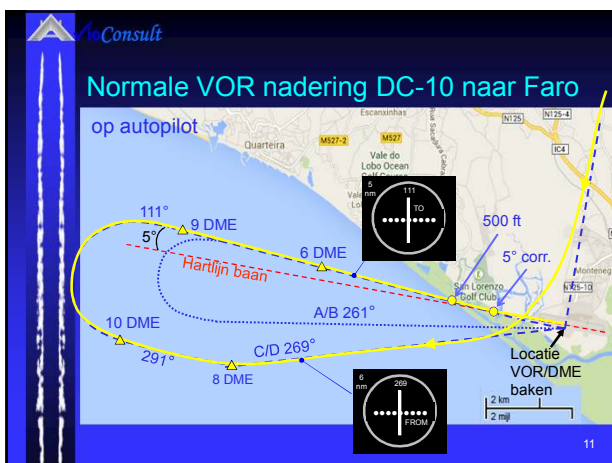 AvioConsult
Normale VOR nadering DC-10 naar Faro
op autopilot
Escanxinhas
N125
N125-4
M527-2
M527
IC4
Quarteira
Vale do
Lobo Ocean
5
nm
111
TO
500 ft
5° corr.
111°
9 DME
5°
6 DME
Hartlijn baan
San Lorenzo
Golf Club
Monteneg
N125-10
A/B 261°
10 DME
291°
C/D 269°
8 DME
Locatie
VOR/DME
baken
6
nm
269
FROM
2 km
2 mijl
11